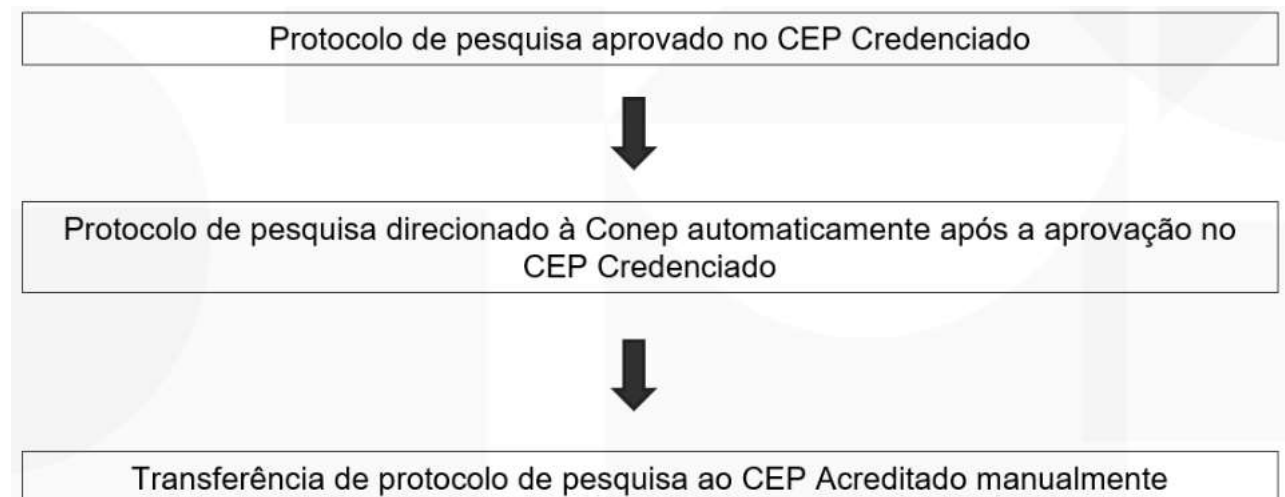 Protocolo de pesquisa aprovado no CEP Credenciado
Protocolo de pesquisa direcionado à Conep automaticamente após a aprovação no
CEP Credenciado
Transferência de protocolo de pesquisa ao CEP Acreditado manualmente